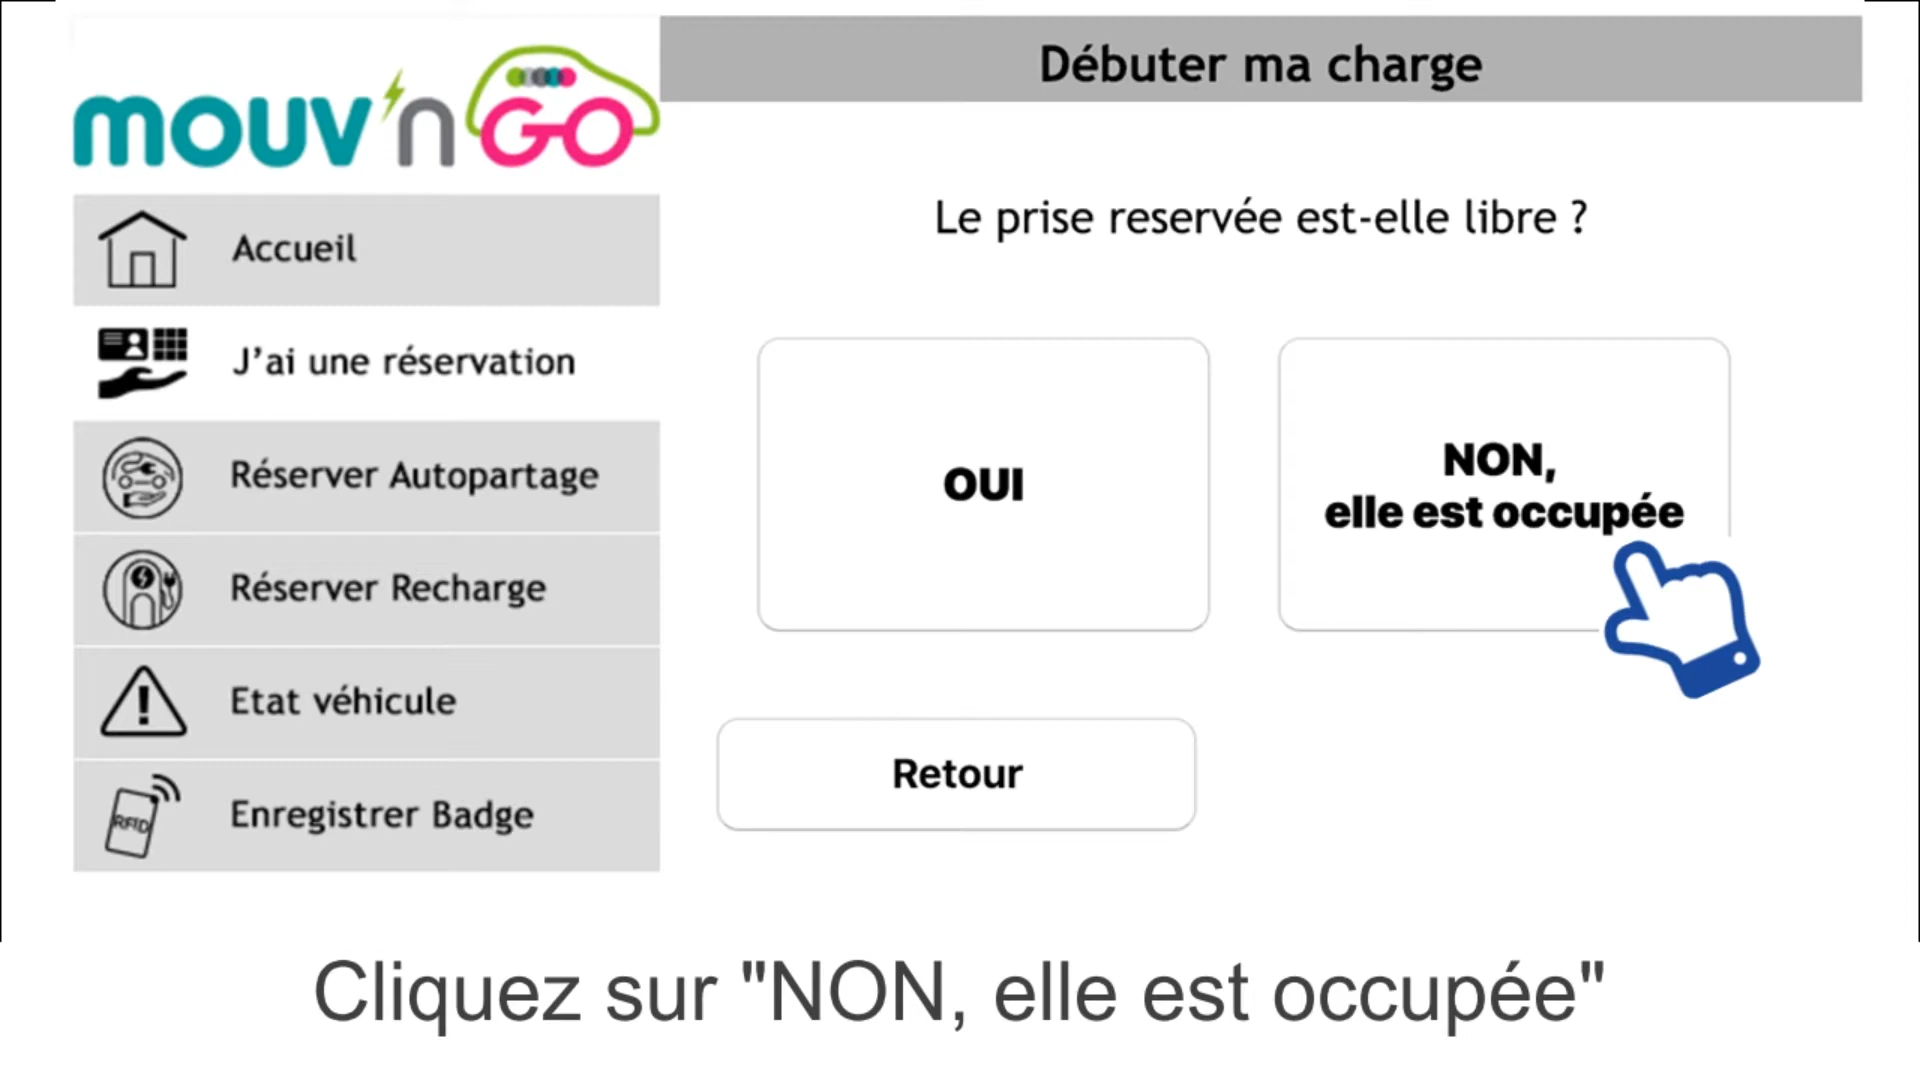 mouv'nGO
Débuter ma charge
Accueil
J'ai une réservation
Réserver Autopartage
Réserver Recharge
Etat véhicule
RFID
Enregistrer Badge
Le prise reservée est-elle libre ?
OUI
NON,
elle est occupée
Retour
Cliquez sur "NON, elle est occupée"